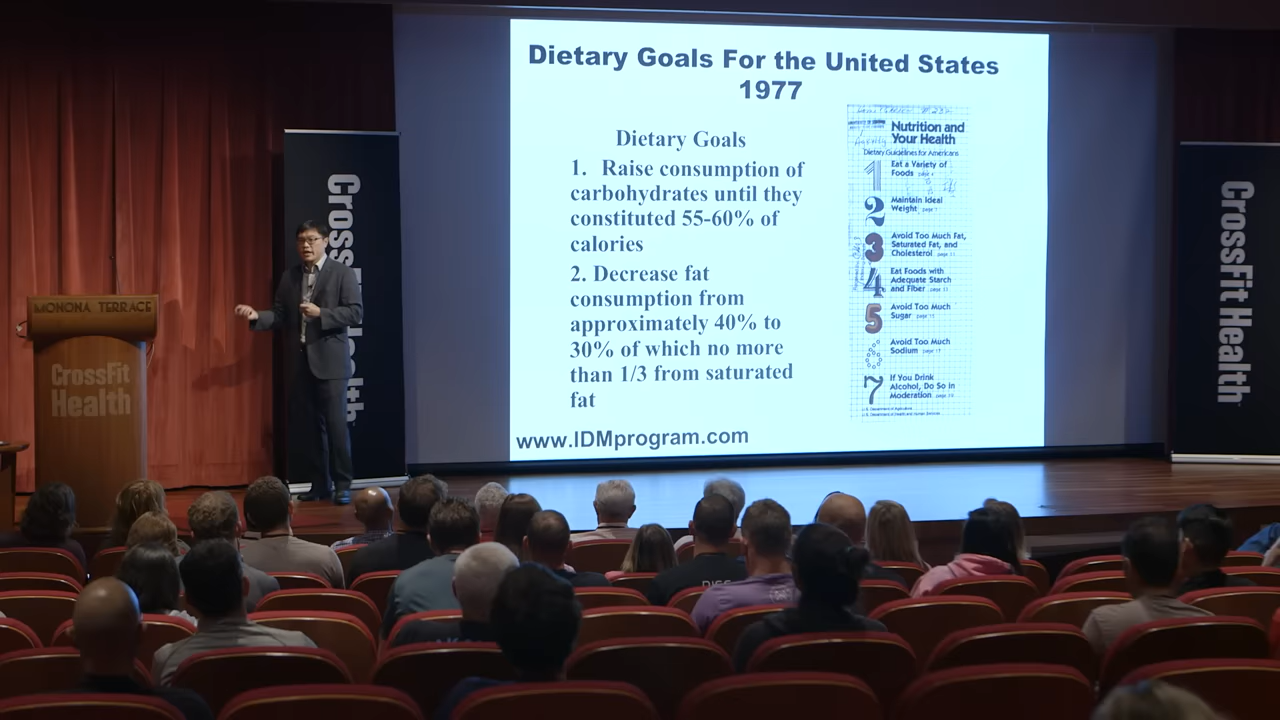 Dietary Goals For the United States
1977
Dietary Goals
1. Raise consumption of
carbohydrates until they
constituted 55-60% of
calories
2. Decrease fat
consumption from
approximately 40% to
30% of which no more
than 1/3 from saturated
fat
www.IDMprogram.com
Nutrition and
Your Health
Dietary Guidelines for Americans
1 Eat a Variety of
Foods
2 Maintain Ideal
Weight
3 Avoid Too Much Fat,
Saturated Fat, and
Cholesterol
4 Eat Foods with
Adequate Starch
and Fiber
5 Avoid Too Much
Sugar
6 Avoid Too Much
Sodium
7 If You Drink
Alcohol, Do So in
Moderation
CrossFit Health
MONONA TERRACE
CrossFit
Health
CrossFit Health